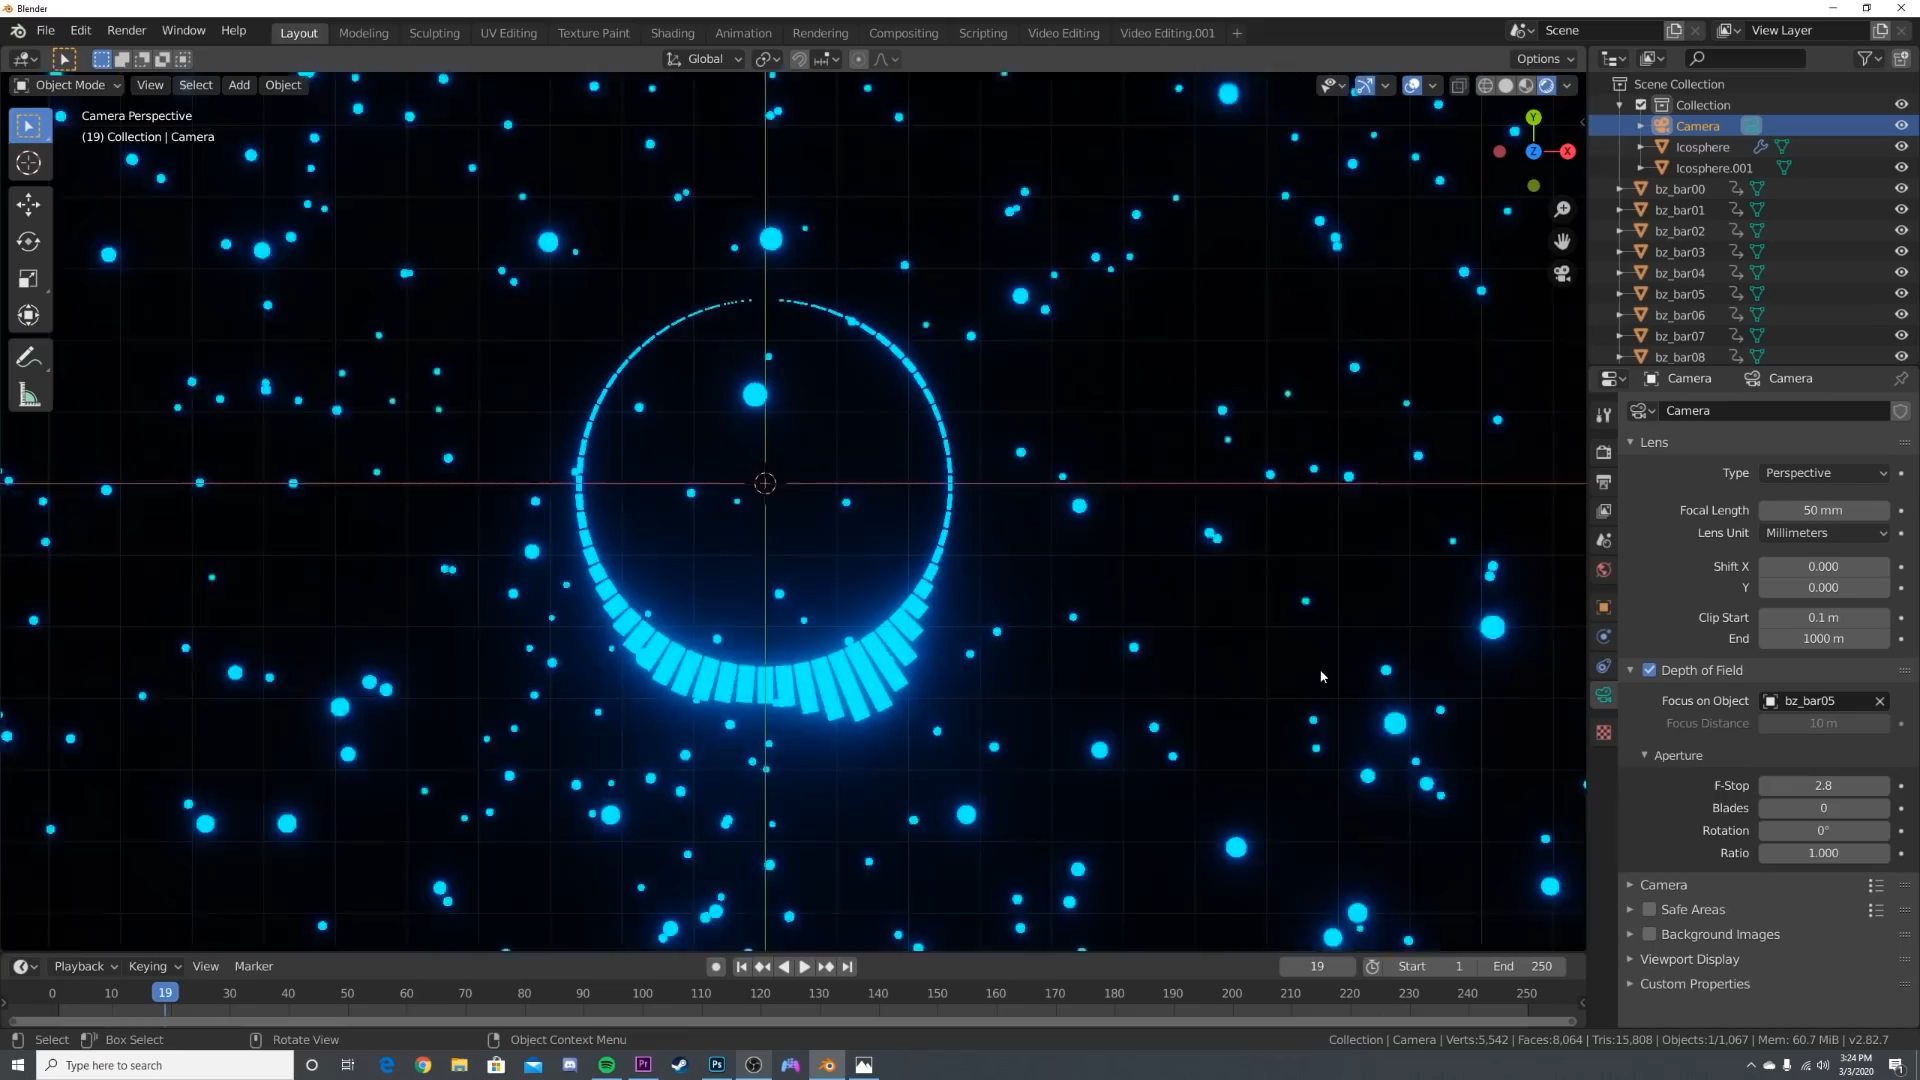 Blender
File Edit Render Window Help
Layout Modeling Sculpting UV Editing Texture Paint Shading Animation Rendering Compositing Scripting Video Editing Video Editing.001 +
Scene
View Layer
Global
Options
Object Mode View Select Add Object
Camera Perspective
(19) Collection | Camera
Y
Z
X
Scene Collection
Collection
Camera
Icosphere
Icosphere.001
bz_bar00
bz_bar01
bz_bar02
bz_bar03
bz_bar04
bz_bar05
bz_bar06
bz_bar07
bz_bar08
Camera Camera
Camera
Lens
Type Perspective
Focal Length 50 mm
Lens Unit Millimeters
Shift X 0.000
Y 0.000
Clip Start 0.1 m
End 1000 m
Depth of Field
Focus on Object bz_bar05
Focus Distance 10 m
Aperture
F-Stop 2.8
Blades 0
Rotation 0°
Ratio 1.000
Camera
Safe Areas
Background Images
Viewport Display
Custom Properties
Playback Keying View Marker
19 Start 1 End 250
0 10 19 30 40 50 60 70 80 90 100 110 120 130 140 150 160 170 180 190 200 210 220 230 240 250
Select Box Select Rotate View Object Context Menu
Collection | Camera | Verts:5,542 | Faces:8,064 | Tris:15,808 | Objects:1/1,067 | Mem: 60.7 MiB | v2.82.7
Type here to search
Pr
Ps
3:24 PM
3/3/2020